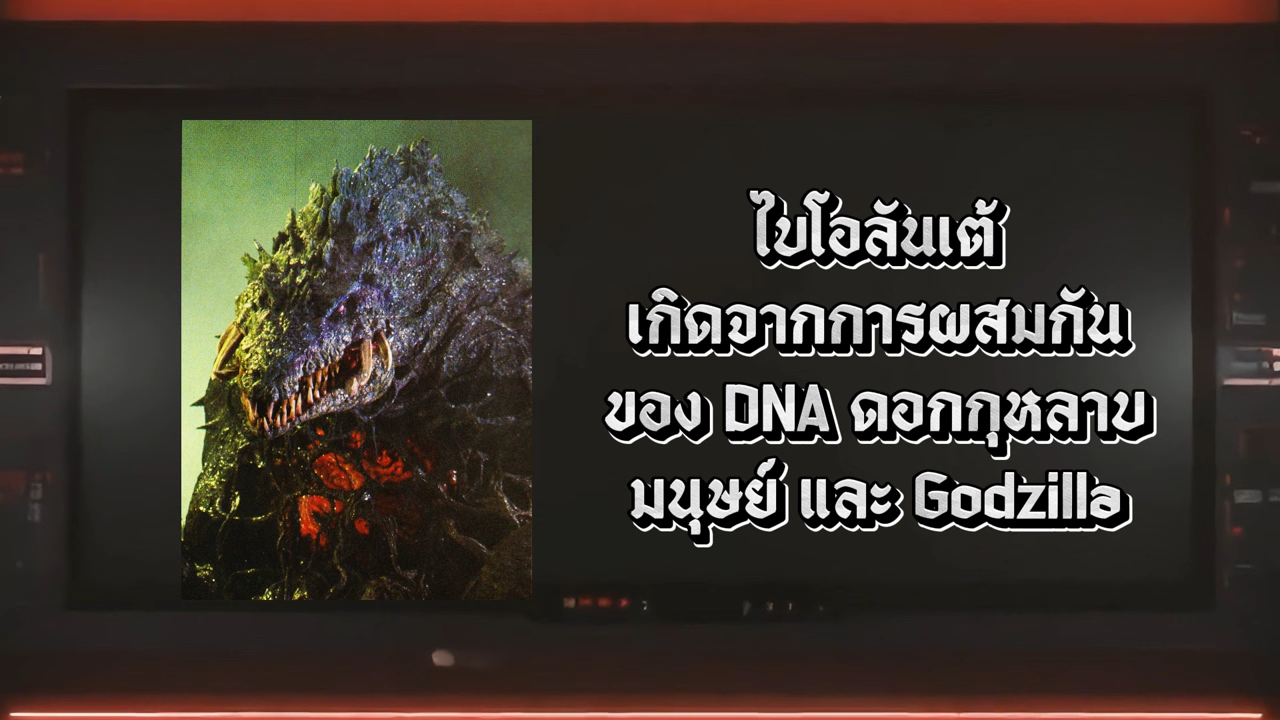 ไบโอลันเต้
เกิดจากการผสมกัน
ของ DNA ดอกกุหลาบ
มนุษย์ และ Godzilla